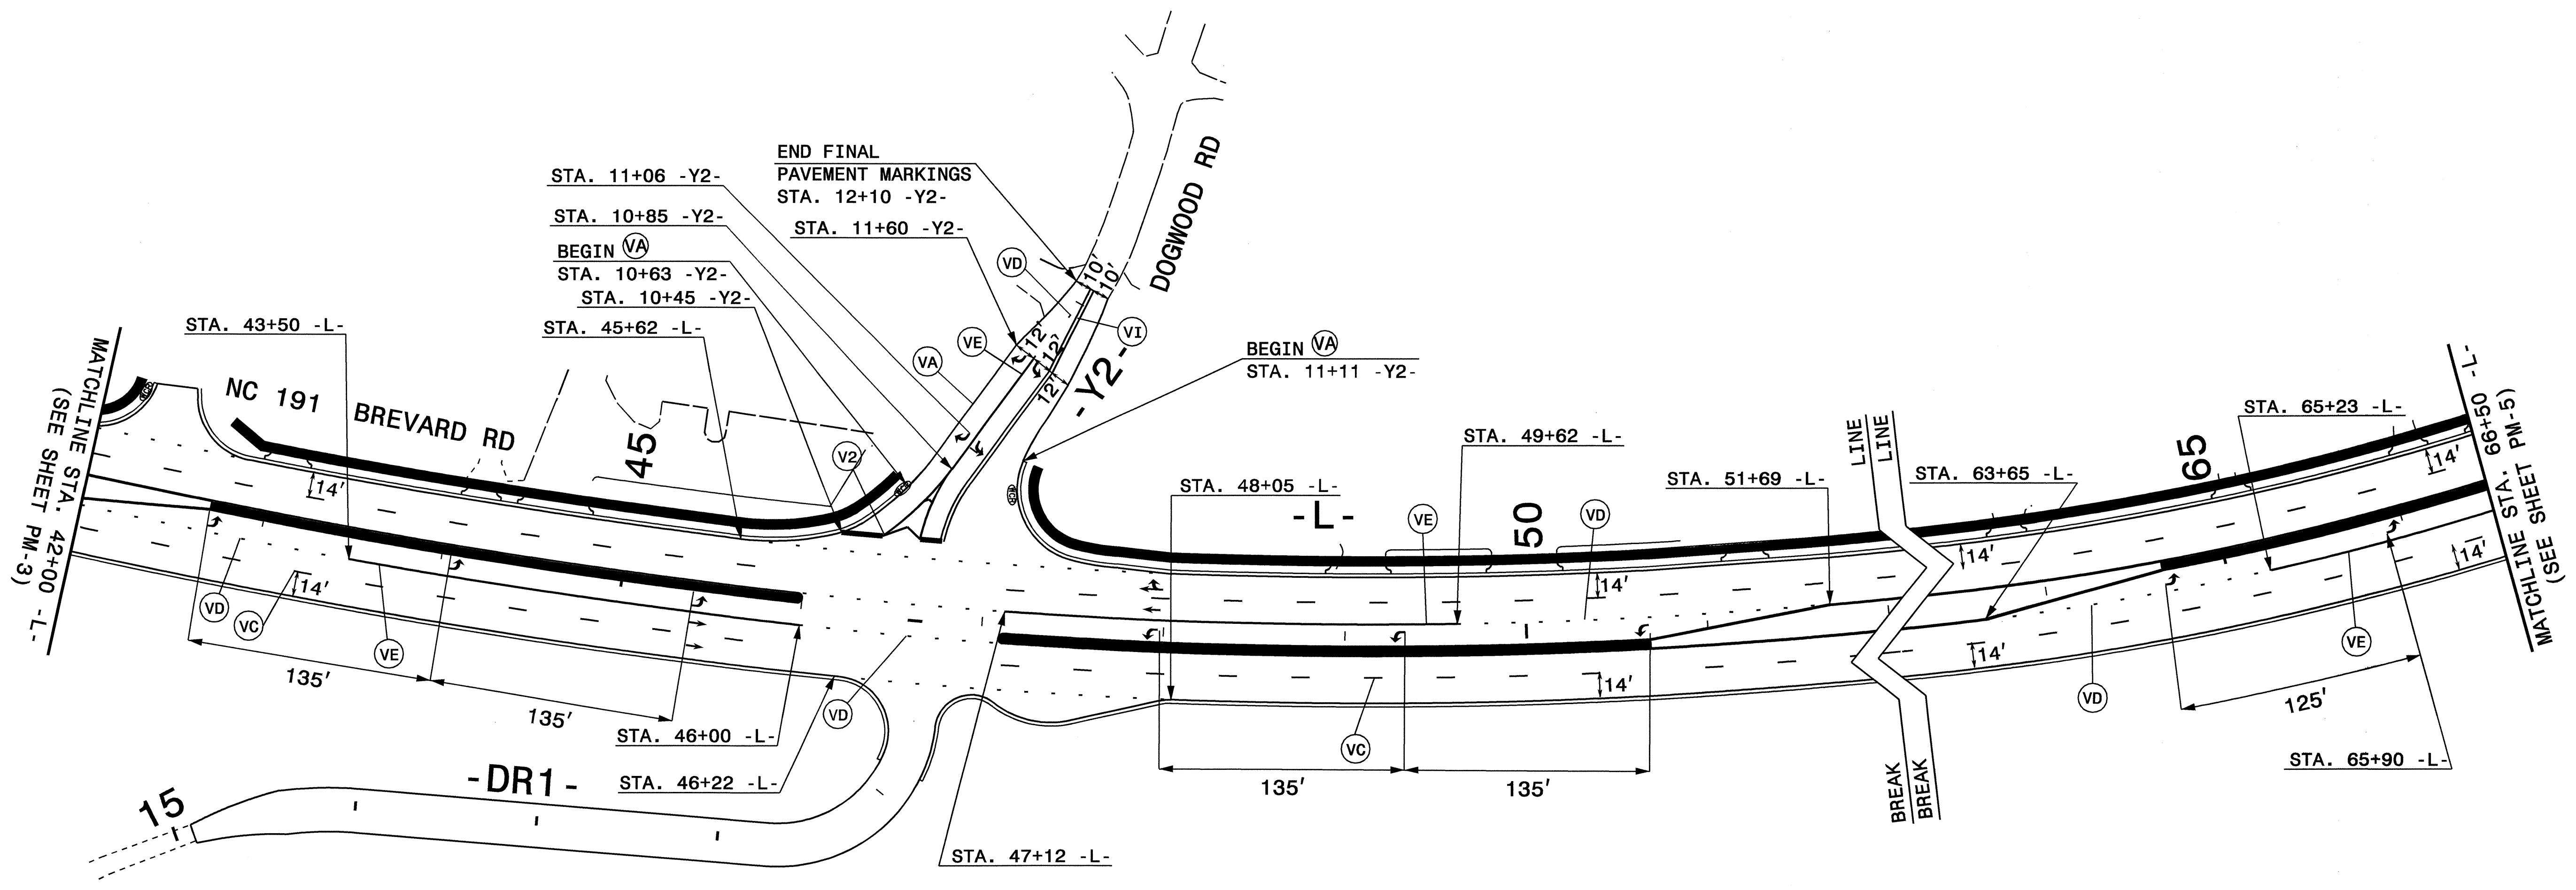 END FINAL
PAVEMENT MARKINGS
STA. 12+10 -Y2-
STA. 11+06 -Y2-
STA. 10+85 -Y2-
STA. 11+60 -Y2-
BEGIN VA
STA. 10+63 -Y2-
STA. 10+45 -Y2-
STA. 43+50 -L-
STA. 45+62 -L-
DOGWOOD RD
VD
10'
10'
VI
VE
12'
12'
12'
VA
-Y2-
BEGIN VA
STA. 11+11 -Y2-
MATCHLINE STA. 42+00 -L-
(SEE SHEET PM-3)
NC 191 BREVARD RD
45
V2
14'
STA. 48+05 -L-
-L-
STA. 49+62 -L-
VE
50
VD
STA. 51+69 -L-
LINE
LINE
STA. 63+65 -L-
65
STA. 65+23 -L-
14'
MATCHLINE STA. 66+50 -L-
(SEE SHEET PM-5)
14'
14'
14'
14'
VD
VC
VE
14'
14'
VE
135'
135'
VD
VC
VD
125'
STA. 46+00 -L-
STA. 46+22 -L-
-DR1-
15
135'
135'
STA. 65+90 -L-
BREAK
BREAK
STA. 47+12 -L-